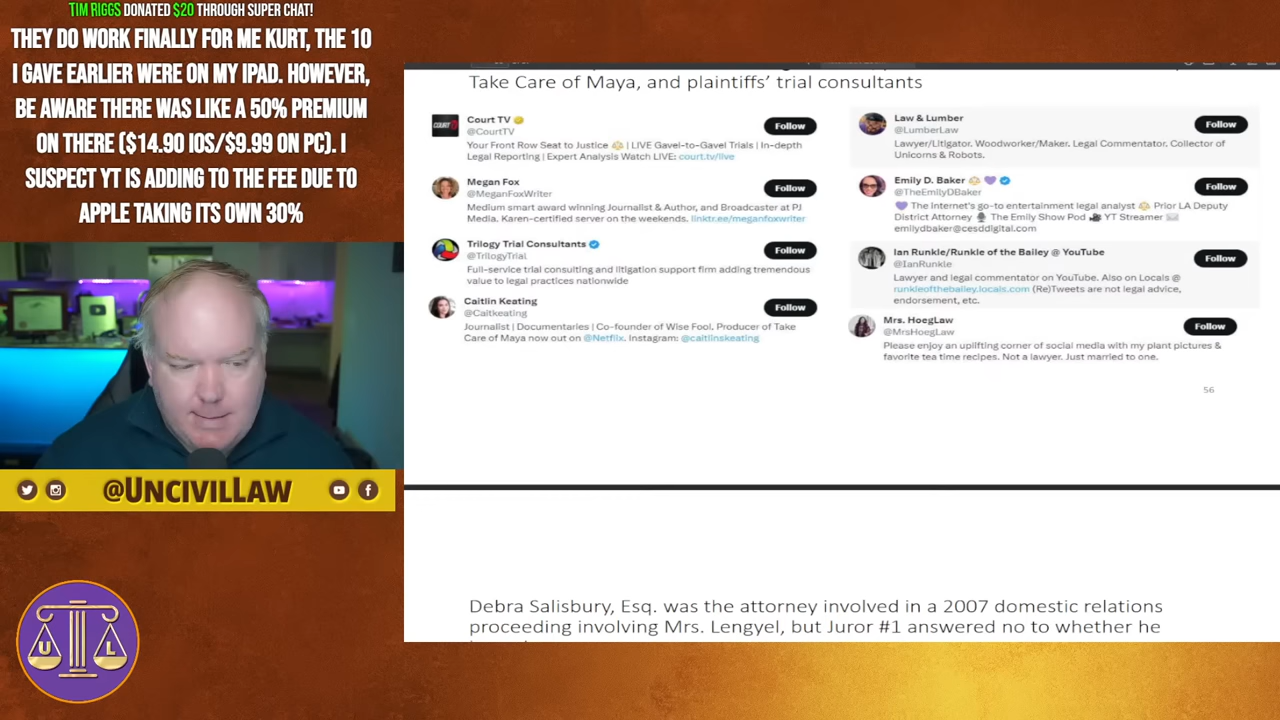 TIM RIGGS DONATED $20 THROUGH SUPER CHAT!
THEY DO WORK FINALLY FOR ME KURT, THE 10
I GAVE EARLIER WERE ON MY IPAD. HOWEVER,
BE AWARE THERE WAS LIKE A 50% PREMIUM
ON THERE ($14.90 IOS/$9.99 ON PC). I
SUSPECT YT IS ADDING TO THE FEE DUE TO
APPLE TAKING ITS OWN 30%
@UNCIVILLAW
U L
Take Care of Maya, and plaintiffs’ trial consultants
COURT
Court TV
@CourtTV
Follow
Your Front Row Seat to Justice ⚖️ | LIVE Gavel-to-Gavel Trials | In-depth
Legal Reporting | Expert Analysis Watch LIVE: court.tv/live
Megan Fox
@MeganFoxWriter
Follow
Medium smart award winning Journalist & Author, and Broadcaster at PJ
Media. Karen-certified server on the weekends. linktr.ee/meganfoxwriter
Trilogy Trial Consultants
@TrilogyTrial
Follow
Full-service trial consulting and litigation support firm adding tremendous
value to legal practices nationwide
Caitlin Keating
@Caitkeating
Follow
Journalist | Documentaries | Co-founder of Wise Fool. Producer of Take
Care of Maya now out on @Netflix. Instagram: @caitlinskeating
Law & Lumber
@LumberLaw
Follow
Lawyer/Litigator. Woodworker/Maker. Legal Commentator. Collector of
Unicorns & Robots.
Emily D. Baker ⚖️ 💜
@TheEmilyDBaker
Follow
💜 The Internet's go-to entertainment legal analyst ⚖️ Prior LA Deputy
District Attorney 🎙️ The Emily Show Pod 🎥 YT Streamer ✉️
emilydbaker@cesddigital.com
Ian Runkle/Runkle of the Bailey @ YouTube
@IanRunkle
Follow
Lawyer and legal commentator on YouTube. Also on Locals @
runkleofthebailey.locals.com (Re)Tweets are not legal advice,
endorsement, etc.
Mrs. HoegLaw
@MrsHoegLaw
Follow
Please enjoy an uplifting corner of social media with my plant pictures &
favorite tea time recipes. Not a lawyer. Just married to one.
56
Debra Salisbury, Esq. was the attorney involved in a 2007 domestic relations
proceeding involving Mrs. Lengyel, but Juror #1 answered no to whether he